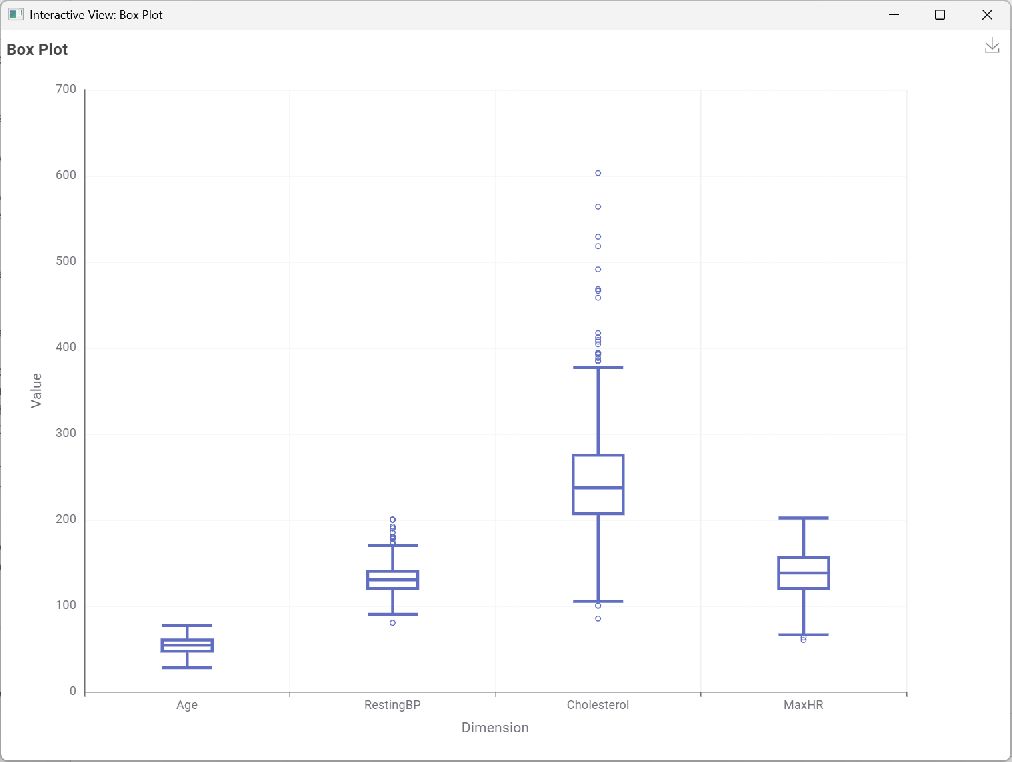 Interactive View: Box Plot
Box Plot
700
600
500
400
300
200
100
0
Value
Age RestingBP Cholesterol MaxHR
Dimension